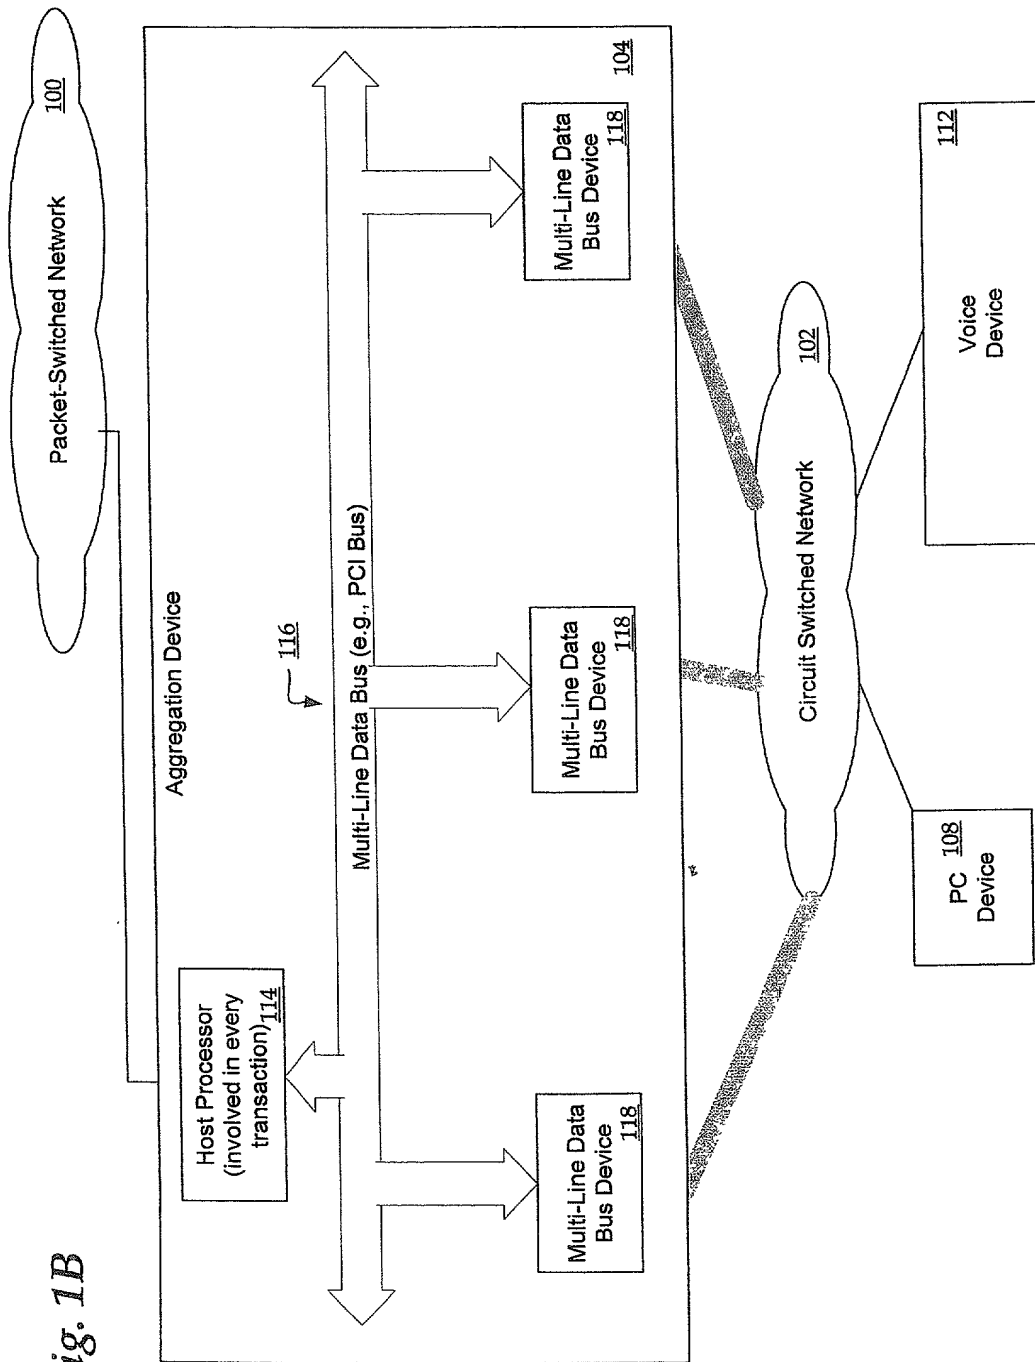 ig. 1B
Packet-Switched Network
100
Aggregation Device
104
Host Processor
(involved in every
transaction)
114
116
Multi-Line Data Bus (e.g., PCI Bus)
Multi-Line Data
Bus Device
118
Multi-Line Data
Bus Device
118
Multi-Line Data
Bus Device
118
Circuit Switched Network
102
PC
Device
108
Voice
Device
112